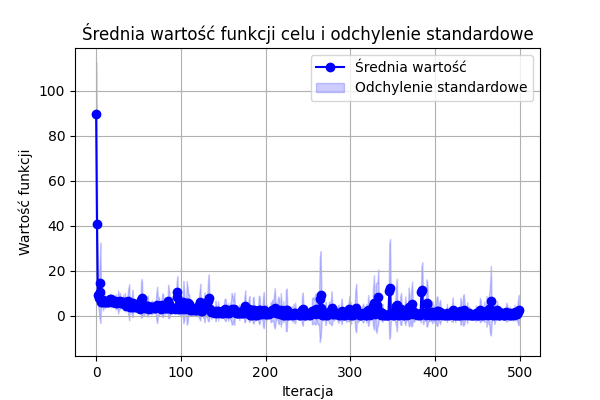 Średnia wartość funkcji celu i odchylenie standardowe
Średnia wartość
Odchylenie standardowe
Wartość funkcji
100
80
60
40
20
0
0 100 200 300 400 500
Iteracja